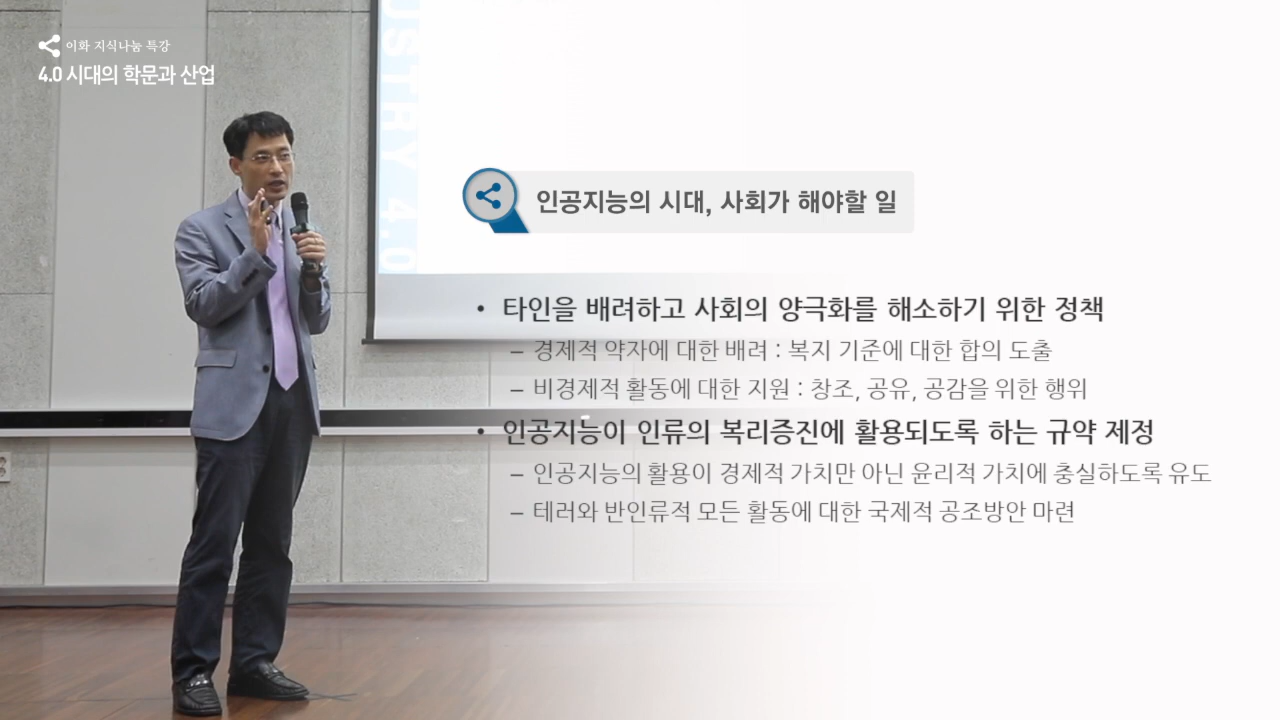 이화 지식나눔 특강
4.0 시대의 학문과 산업
USTRY 4.0
인공지능의 시대, 사회가 해야할 일
• 타인을 배려하고 사회의 양극화를 해소하기 위한 정책
– 경제적 약자에 대한 배려 : 복지 기준에 대한 합의 도출
– 비경제적 활동에 대한 지원 : 창조, 공유, 공감을 위한 행위
• 인공지능이 인류의 복리증진에 활용되도록 하는 규약 제정
– 인공지능의 활용이 경제적 가치만 아닌 윤리적 가치에 충실하도록 유도
– 테러와 반인류적 모든 활동에 대한 국제적 공조방안 마련